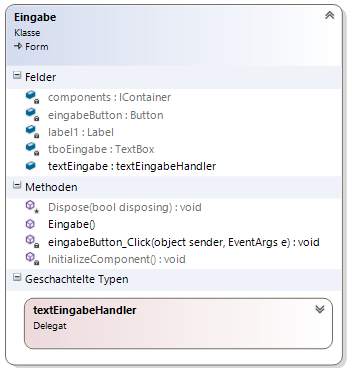 Eingabe
Klasse
Form
Felder
components : IContainer
eingabeButton : Button
label1 : Label
tboEingabe : TextBox
textEingabe : textEingabeHandler
Methoden
Dispose(bool disposing) : void
Eingabe()
eingabeButton_Click(object sender, EventArgs e) : void
InitializeComponent() : void
Geschachtelte Typen
textEingabeHandler
Delegat